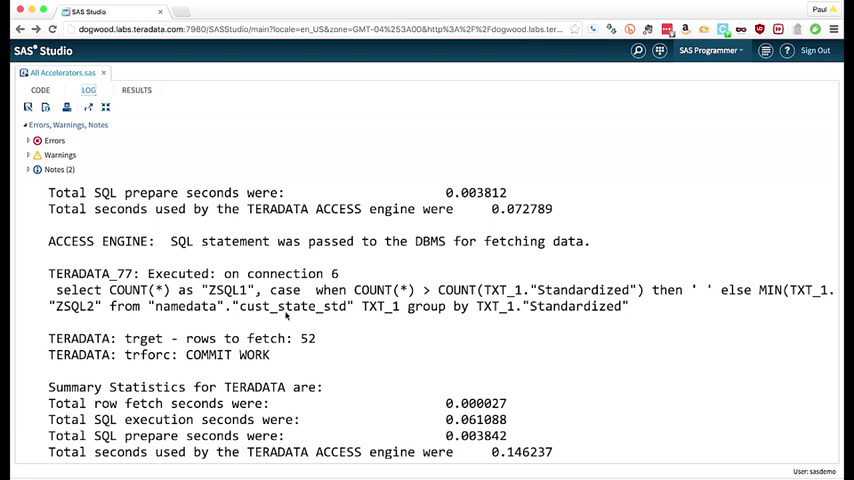 Paul
dogwood.labs.teradata.com
dogwood.labs.teradata.com:7980/SASStudio/main?locale=en_US&zone=GMT-04%253A00&http%3A%2F%2Fdogwood.labs.tera...
SAS® Studio
SAS Programmer
Sign Out
All Accelerators.sas
CODE LOG RESULTS
Errors, Warnings, Notes
Errors
Warnings
Notes (2)
Total SQL prepare seconds were: 0.003812
Total seconds used by the TERADATA ACCESS engine were 0.072789
ACCESS ENGINE: SQL statement was passed to the DBMS for fetching data.
TERADATA_77: Executed: on connection 6
select COUNT(*) as "ZSQL1", case when COUNT(*) > COUNT(TXT_1."Standardized") then ' ' else MIN(TXT_1.
"ZSQL2" from "namedata"."cust_state_std" TXT_1 group by TXT_1."Standardized"
TERADATA: trget - rows to fetch: 52
TERADATA: trforc: COMMIT WORK
Summary Statistics for TERADATA are:
Total row fetch seconds were: 0.000027
Total SQL execution seconds were: 0.061088
Total SQL prepare seconds were: 0.003842
Total seconds used by the TERADATA ACCESS engine were 0.146237
User: sasdemo